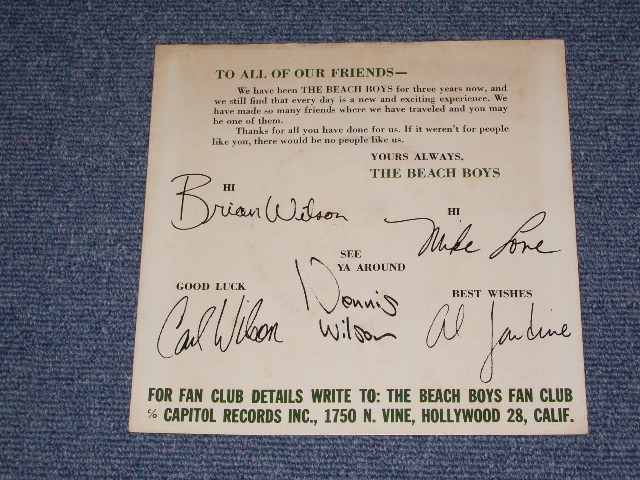 TO ALL OF OUR FRIENDS—
We have been THE BEACH BOYS for three years now, and
we still find that every day is a new and exciting experience. We
have made so many friends where we have traveled and you may
be one of them.
Thanks for all you have done for us. If it weren't for people
like you, there would be no people like us.
YOURS ALWAYS,
THE BEACH BOYS
HI
Brian Wilson
HI
Mike Love
SEE
YA AROUND
Dennis
Wilson
GOOD LUCK
Carl Wilson
BEST WISHES
Al Jardine
FOR FAN CLUB DETAILS WRITE TO: THE BEACH BOYS FAN CLUB
℅ CAPITOL RECORDS INC., 1750 N. VINE, HOLLYWOOD 28, CALIF.